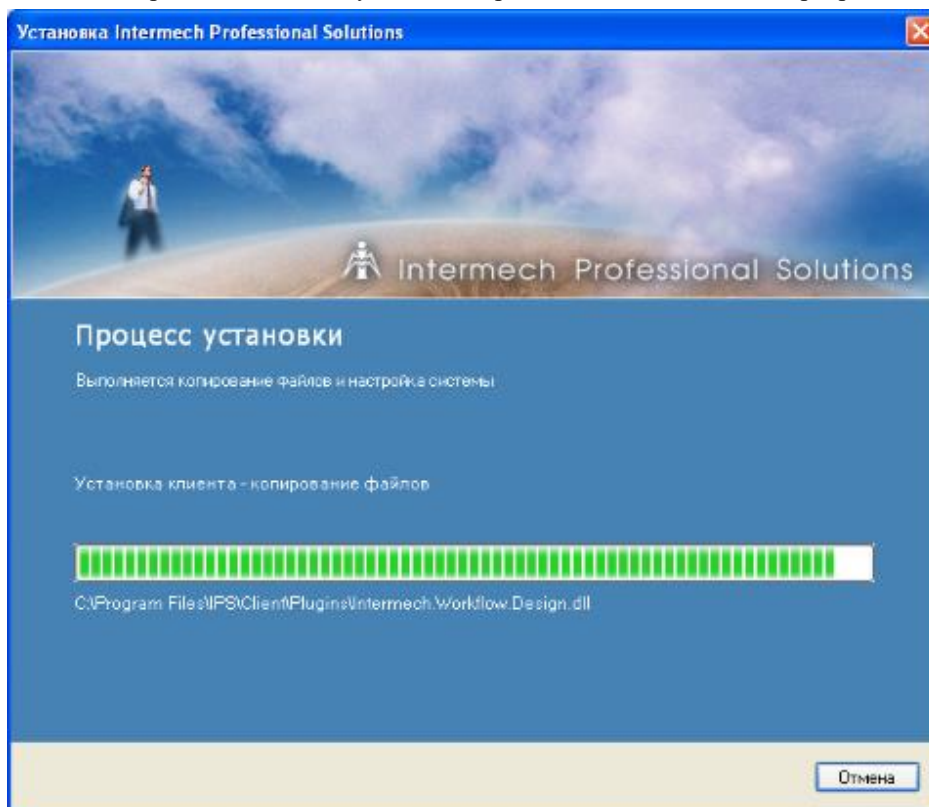 Установка Intermech Professional Solutions
Intermech Professional Solutions
Процесс установки
Выполняется копирование файлов и настройка системы
Установка клиента - копирование файлов
C:\Program Files\IPS\Client\Plugins\Intermech.Workflow.Design.dll
Отмена